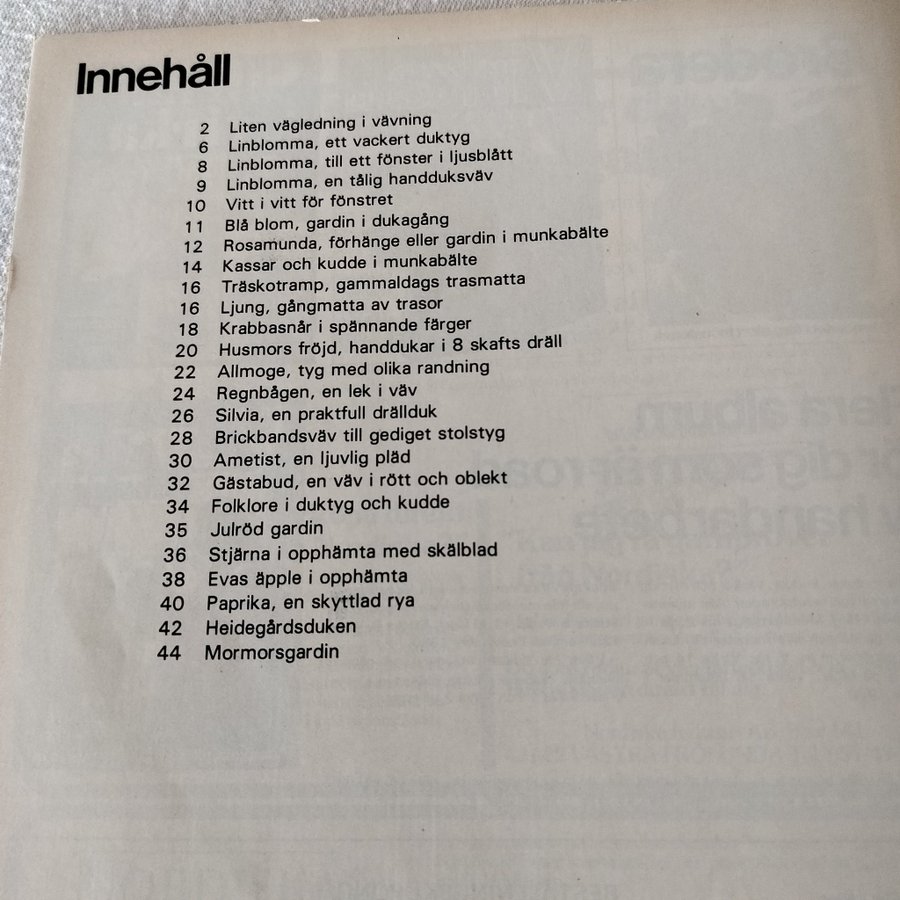 Innehåll
2 Liten vägledning i vävning
6 Linblomma, ett vackert duktyg
8 Linblomma, till ett fönster i ljusblått
9 Linblomma, en tålig handduksväv
10 Vitt i vitt för fönstret
11 Blå blom, gardin i dukagång
12 Rosamunda, förhänge eller gardin i munkabälte
14 Kassar och kudde i munkabälte
16 Träskotramp, gammaldags trasmatta
16 Ljung, gångmatta av trasor
18 Krabbasnår i spännande färger
20 Husmors fröjd, handdukar i 8 skafts dräll
22 Allmoge, tyg med olika randning
24 Regnbågen, en lek i väv
26 Silvia, en praktfull drällduk
28 Brickbandsväv till gediget stolstyg
30 Ametist, en ljuvlig pläd
32 Gästabud, en väv i rött och oblekt
34 Folklore i duktyg och kudde
35 Julröd gardin
36 Stjärna i opphämta med skälblad
38 Evas äpple i opphämta
40 Paprika, en skyttlad rya
42 Heidegårdsduken
44 Mormorsgardin